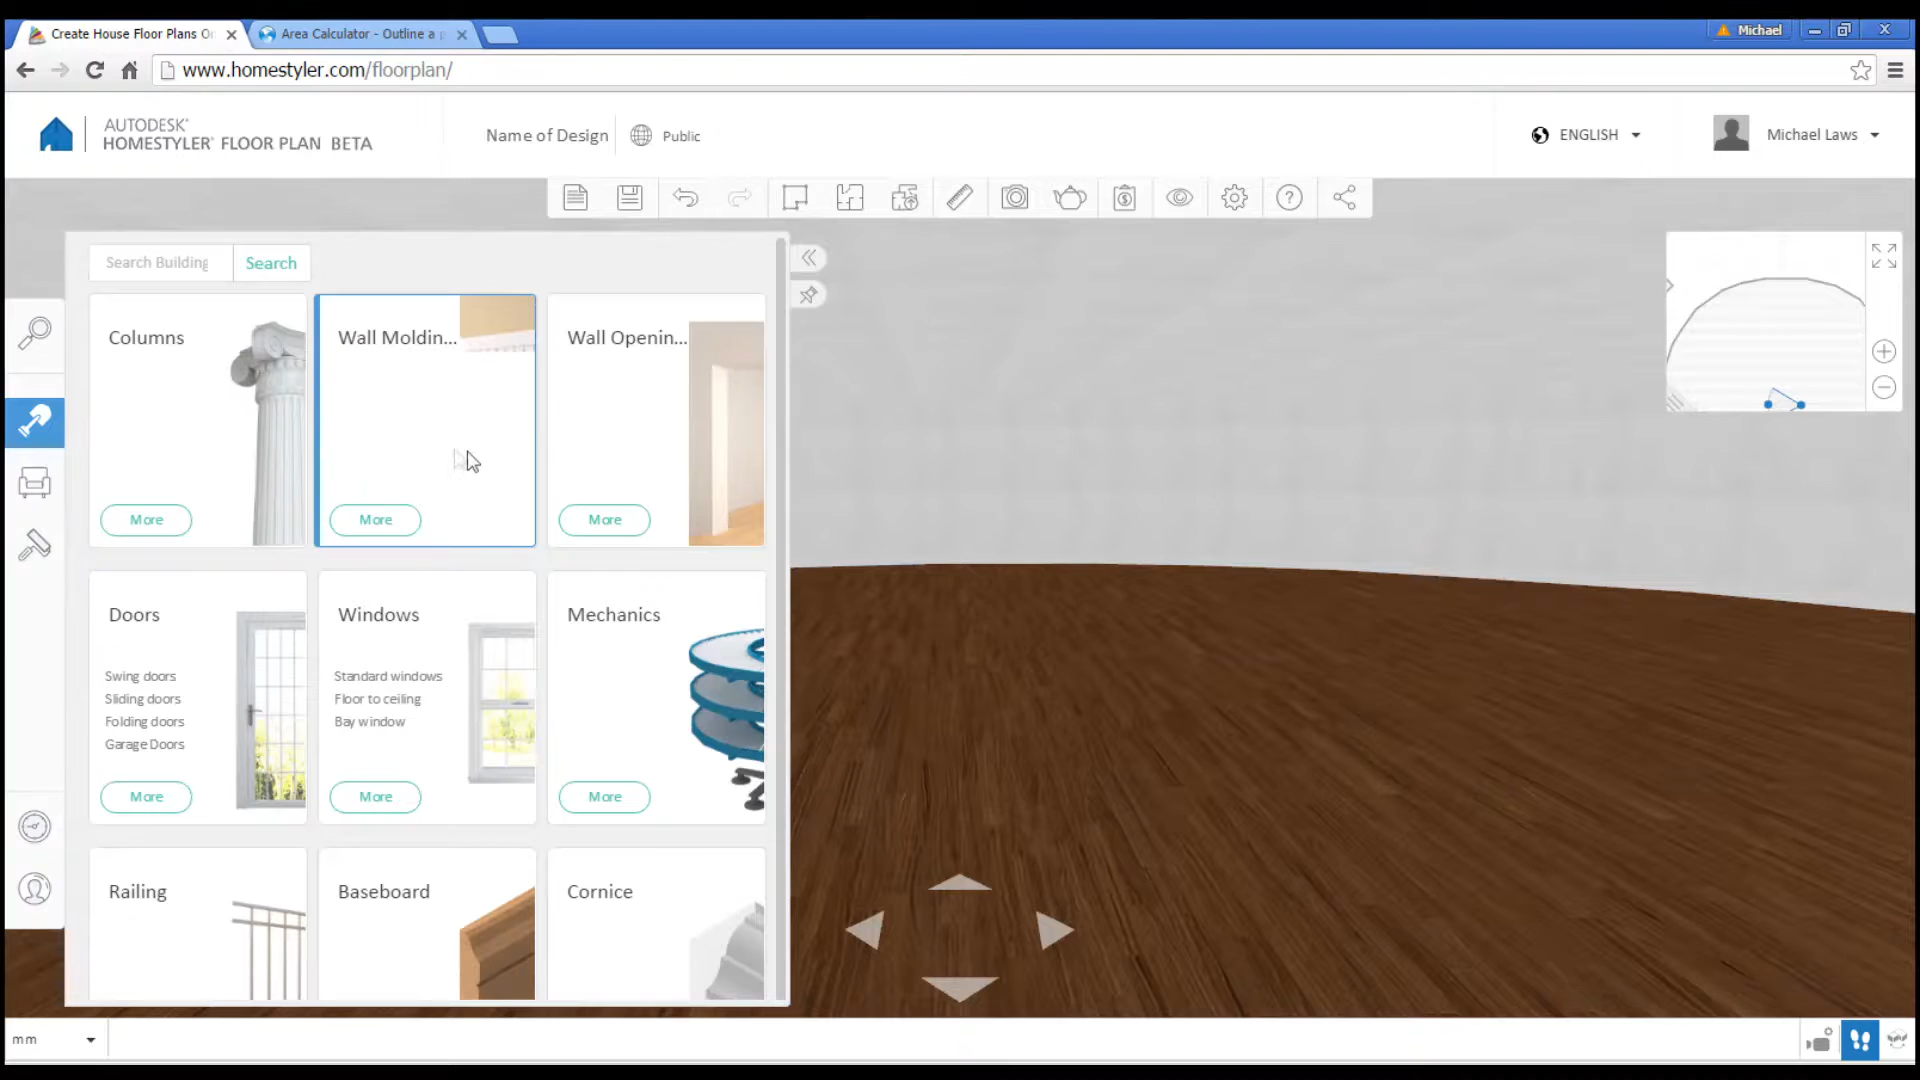 Create House Floor Plans O
Area Calculator - Outline a
Michael
www.homestyler.com/floorplan/
AUTODESK®
HOMESTYLER® FLOOR PLAN BETA
Name of Design
Public
ENGLISH
Michael Laws
Search Building
Search
Columns
Wall Moldin...
Wall Openin...
More
More
More
Doors
Windows
Mechanics
Swing doors
Sliding doors
Folding doors
Garage Doors
Standard windows
Floor to ceiling
Bay window
More
More
More
Railing
Baseboard
Cornice
mm